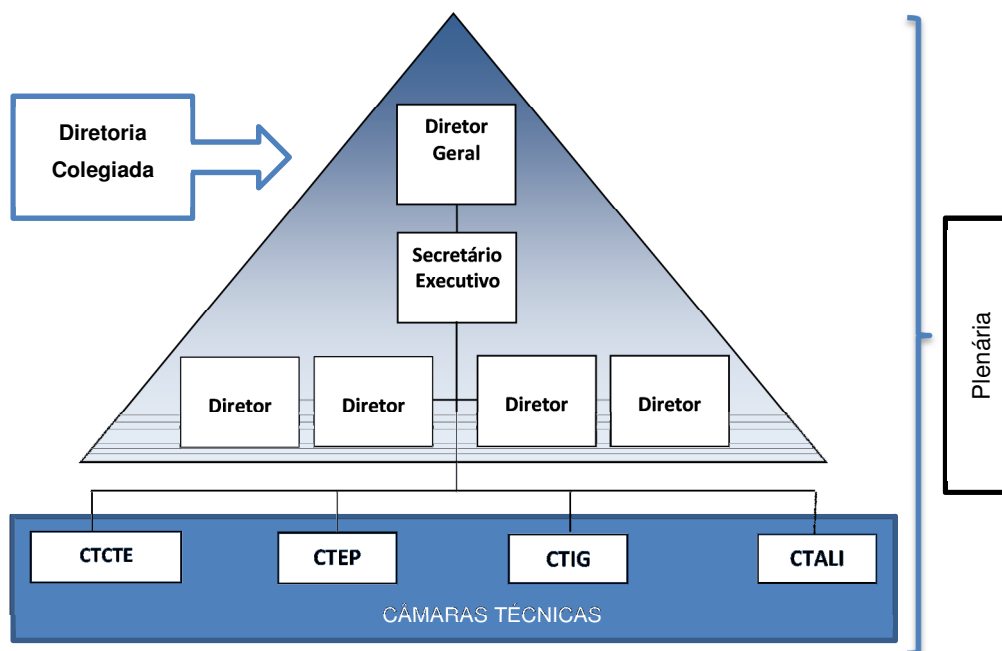 Diretoria
Colegiada
Diretor
Geral
Secretário
Executivo
Diretor
Diretor
Diretor
Diretor
Plenária
CTCTE
CTEP
CTIG
CTALI
CÂMARAS TÉCNICAS